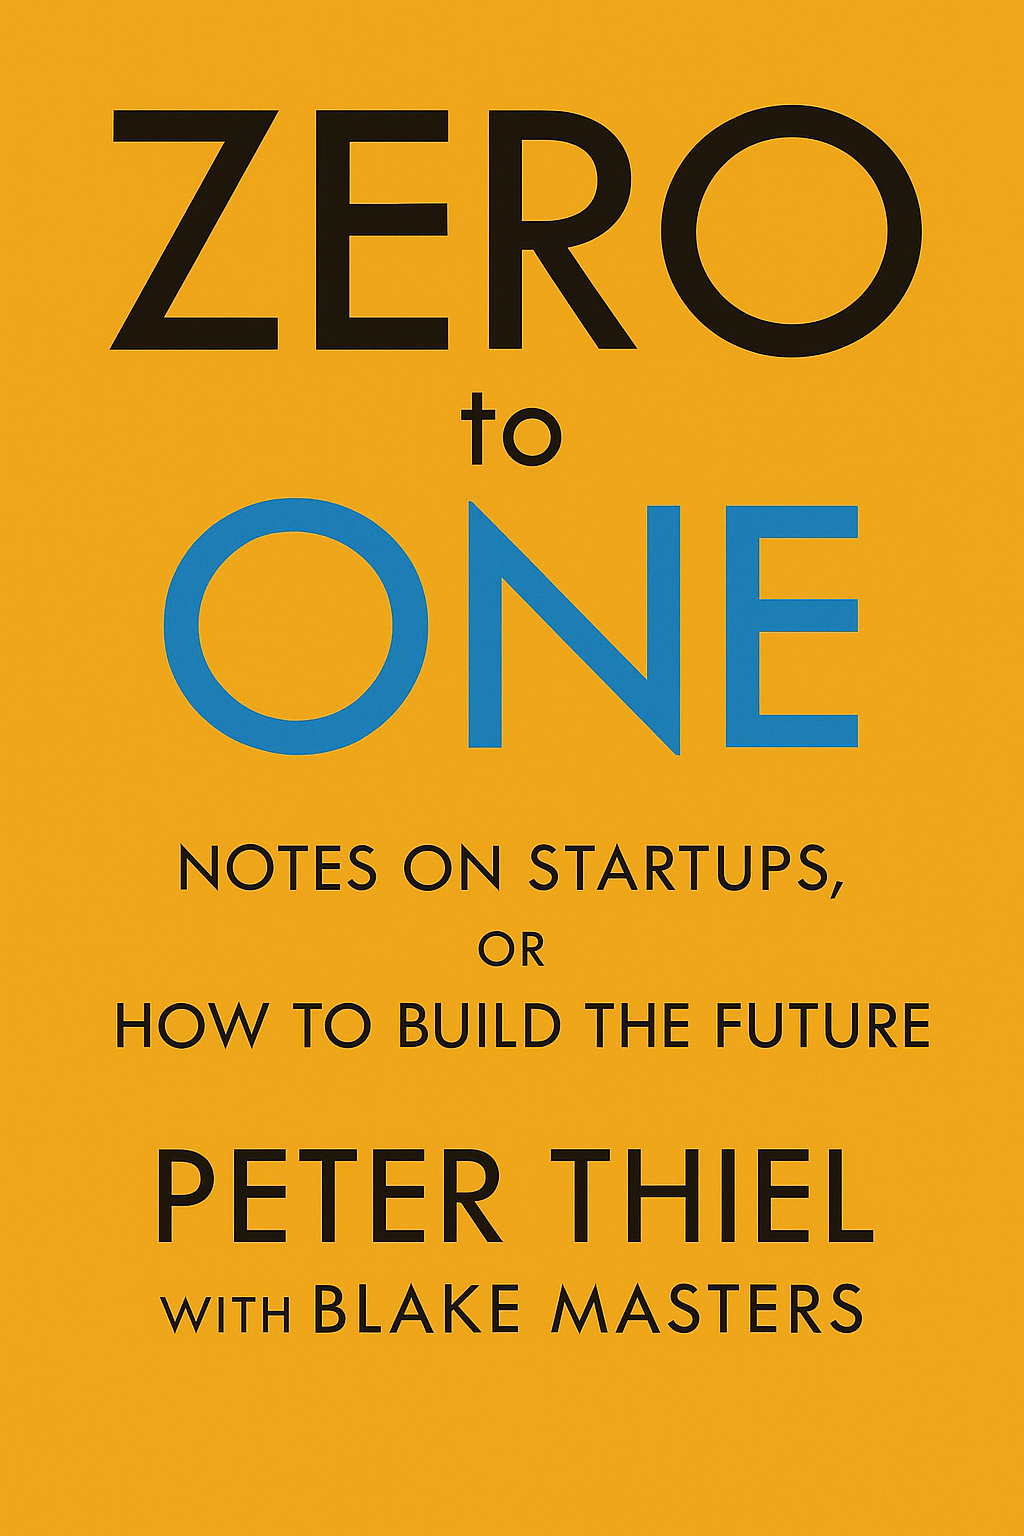 ZERO
to
ONE
NOTES ON STARTUPS,
OR
HOW TO BUILD THE FUTURE
PETER THIEL
WITH BLAKE MASTERS